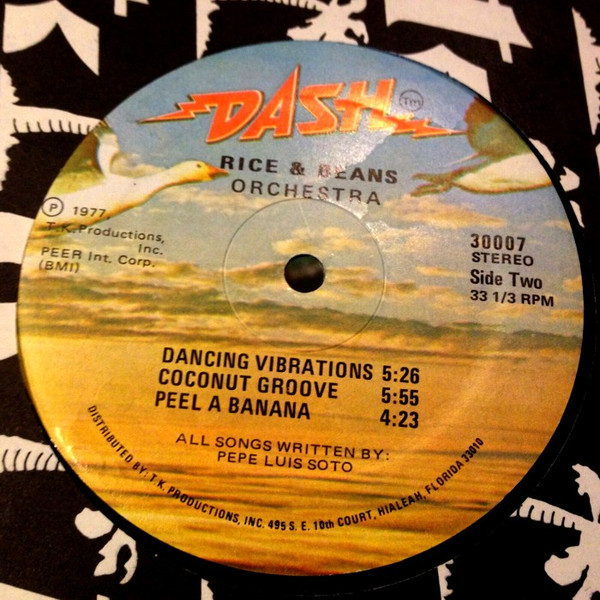 DASH TM
RICE & BEANS
ORCHESTRA
Ⓟ 1977,
T.K. Productions,
Inc.
PEER Int. Corp.
(BMI)
30007
STEREO
Side Two
33 1/3 RPM
DANCING VIBRATIONS 5:26
COCONUT GROOVE 5:55
PEEL A BANANA 4:23
ALL SONGS WRITTEN BY:
PEPE LUIS SOTO
DISTRIBUTED BY: T.K. PRODUCTIONS, INC. 495 S.E. 10th COURT, HIALEAH, FLORIDA 33010